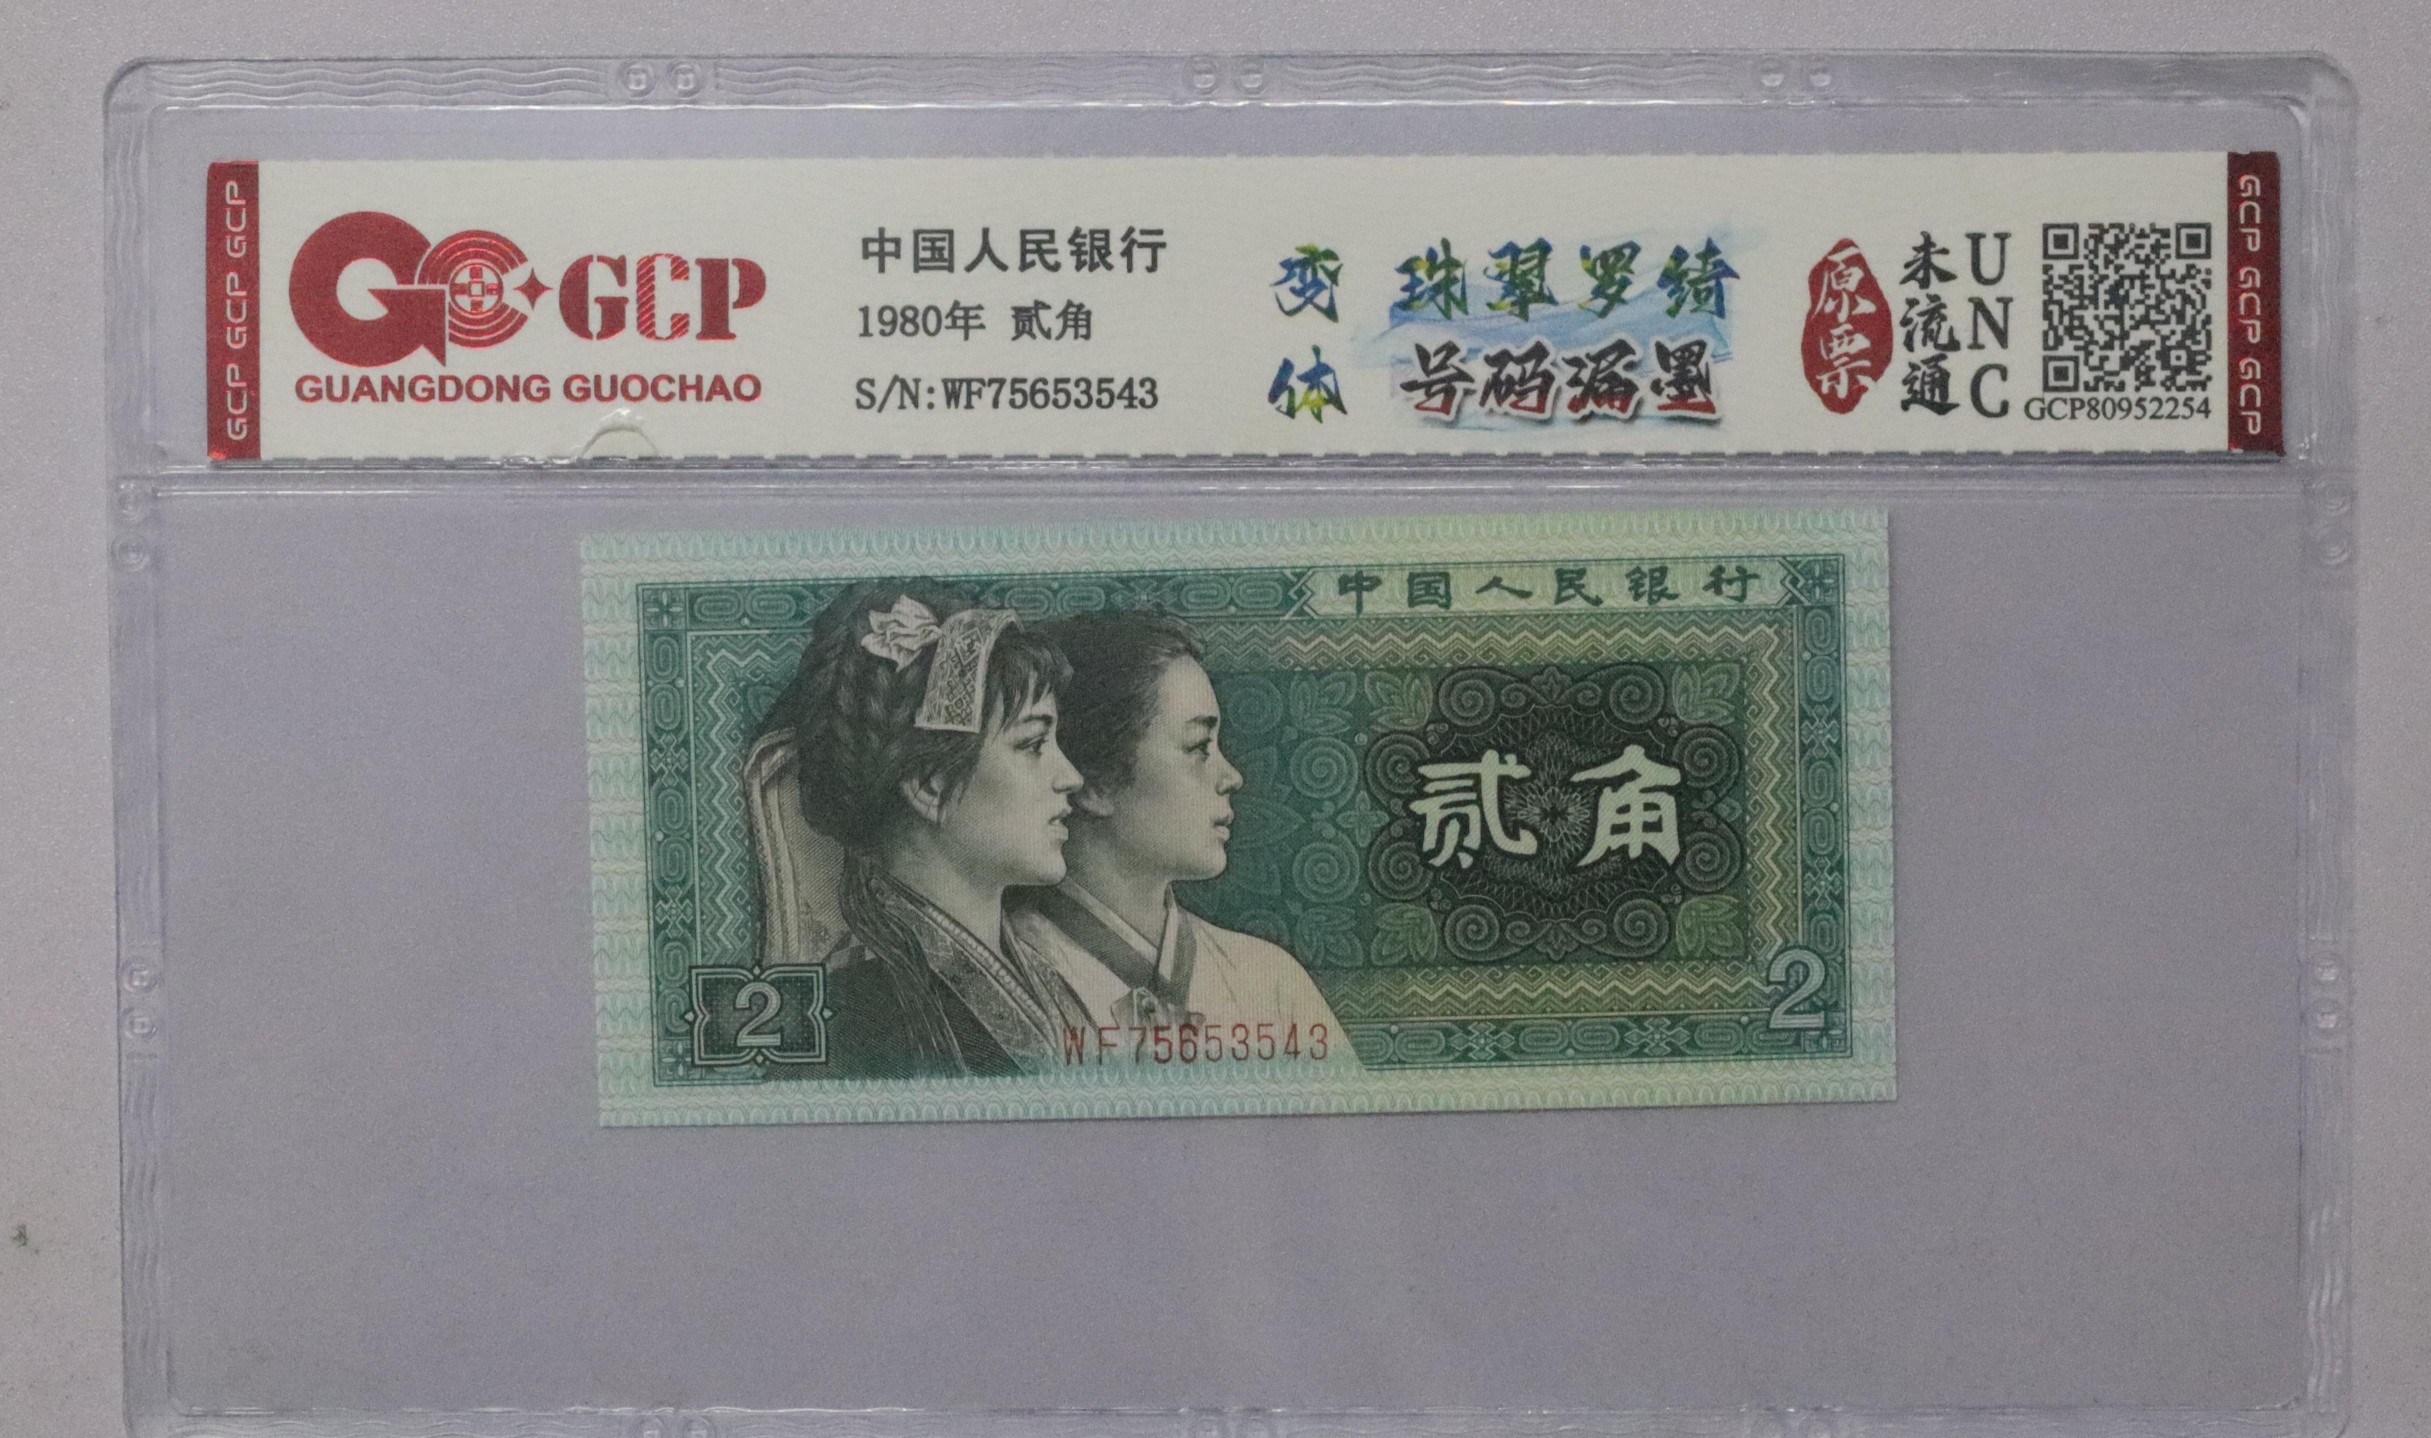 GCP GCP GCP
GCP
GUANGDONG GUOCHAO
中国人民银行
1980年 贰角
S/N:WF75653543
变体
珠翠罗绮
号码漏墨
原票
未流通
UNC
GCP80952254
GCP GCP GCP
中国人民银行
贰角
2
2
WF75653543